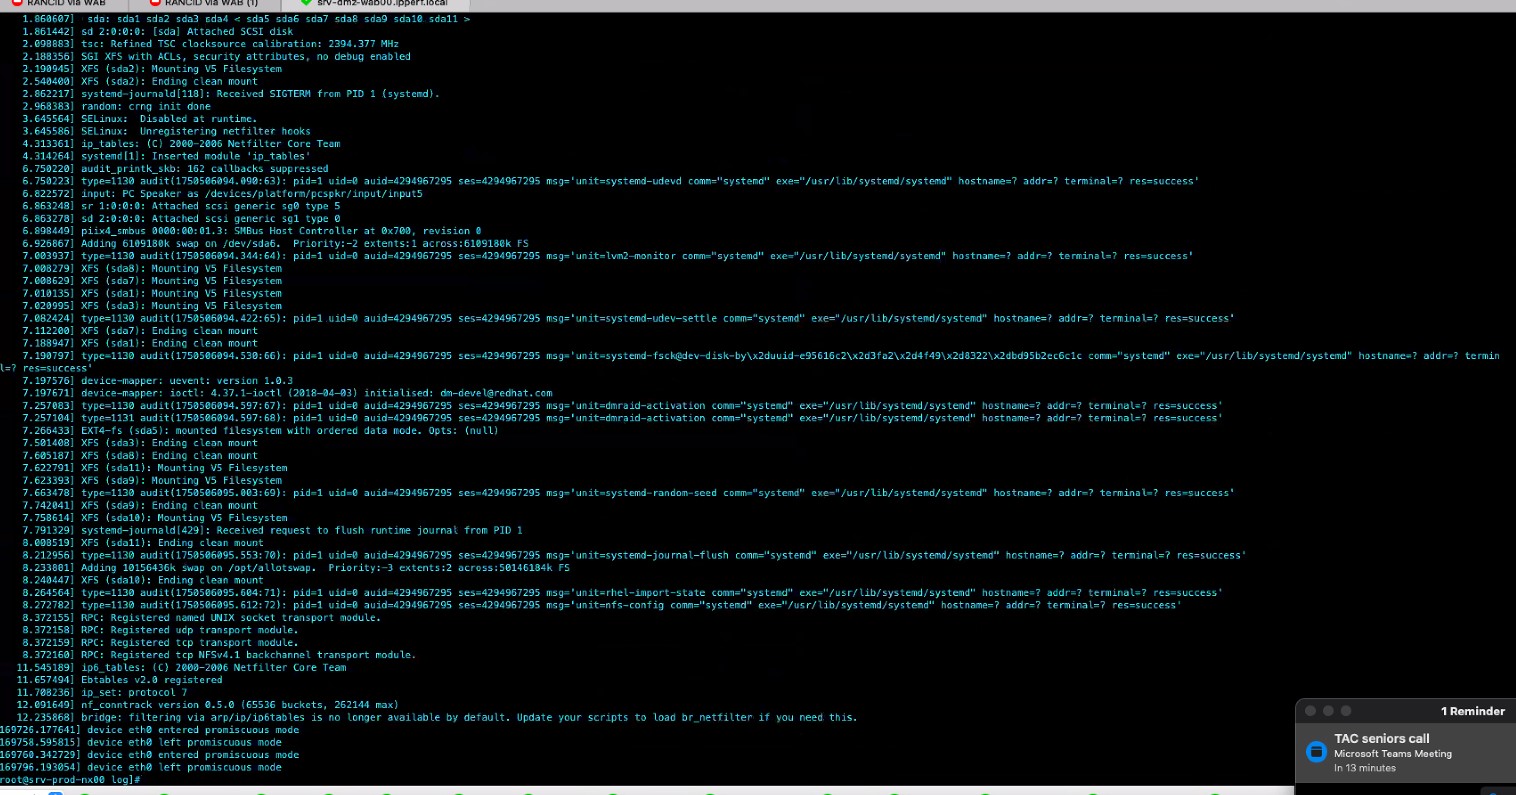 RANCID via WAB
RANCID via WAB (1)
srv-dmz-wab00.ipperf.local
1.860607] sda: sda1 sda2 sda3 sda4 < sda5 sda6 sda7 sda8 sda9 sda10 sda11 >
1.861442] sd 2:0:0:0: [sda] Attached SCSI disk
2.098883] tsc: Refined TSC clocksource calibration: 2394.377 MHz
2.188356] SGI XFS with ACLs, security attributes, no debug enabled
2.190945] XFS (sda2): Mounting V5 Filesystem
2.540400] XFS (sda2): Ending clean mount
2.862217] systemd-journald[118]: Received SIGTERM from PID 1 (systemd).
2.968383] random: crng init done
3.645564] SELinux:  Disabled at runtime.
3.645586] SELinux:  Unregistering netfilter hooks
4.313361] ip_tables: (C) 2000-2006 Netfilter Core Team
4.314264] systemd[1]: Inserted module 'ip_tables'
6.750220] audit_printk_skb: 162 callbacks suppressed
6.750223] type=1130 audit(1750506094.090:63): pid=1 uid=0 auid=4294967295 ses=4294967295 msg='unit=systemd-udevd comm="systemd" exe="/usr/lib/systemd/systemd" hostname=? addr=? terminal=? res=success'
6.822572] input: PC Speaker as /devices/platform/pcspkr/input/input5
6.863248] sr 1:0:0:0: Attached scsi generic sg0 type 5
6.863278] sd 2:0:0:0: Attached scsi generic sg1 type 0
6.898449] piix4_smbus 0000:00:01.3: SMBus Host Controller at 0x700, revision 0
6.926867] Adding 6109180k swap on /dev/sda6.  Priority:-2 extents:1 across:6109180k FS
7.003937] type=1130 audit(1750506094.344:64): pid=1 uid=0 auid=4294967295 ses=4294967295 msg='unit=lvm2-monitor comm="systemd" exe="/usr/lib/systemd/systemd" hostname=? addr=? terminal=? res=success'
7.008279] XFS (sda8): Mounting V5 Filesystem
7.008629] XFS (sda7): Mounting V5 Filesystem
7.010135] XFS (sda1): Mounting V5 Filesystem
7.020995] XFS (sda3): Mounting V5 Filesystem
7.082424] type=1130 audit(1750506094.422:65): pid=1 uid=0 auid=4294967295 ses=4294967295 msg='unit=systemd-udev-settle comm="systemd" exe="/usr/lib/systemd/systemd" hostname=? addr=? terminal=? res=success'
7.112200] XFS (sda7): Ending clean mount
7.188947] XFS (sda1): Ending clean mount
7.190797] type=1130 audit(1750506094.530:66): pid=1 uid=0 auid=4294967295 ses=4294967295 msg='unit=systemd-fsck@dev-disk-by\x2duuid-e95616c2\x2d3fa2\x2d4f49\x2d8322\x2dbd95b2ec6c1c comm="systemd" exe="/usr/lib/systemd/systemd" hostname=? addr=? termin
l=? res=success'
7.197576] device-mapper: uevent: version 1.0.3
7.197671] device-mapper: ioctl: 4.37.1-ioctl (2018-04-03) initialised: dm-devel@redhat.com
7.257083] type=1130 audit(1750506094.597:67): pid=1 uid=0 auid=4294967295 ses=4294967295 msg='unit=dmraid-activation comm="systemd" exe="/usr/lib/systemd/systemd" hostname=? addr=? terminal=? res=success'
7.257104] type=1131 audit(1750506094.597:68): pid=1 uid=0 auid=4294967295 ses=4294967295 msg='unit=dmraid-activation comm="systemd" exe="/usr/lib/systemd/systemd" hostname=? addr=? terminal=? res=success'
7.266433] EXT4-fs (sda5): mounted filesystem with ordered data mode. Opts: (null)
7.501408] XFS (sda3): Ending clean mount
7.605187] XFS (sda8): Ending clean mount
7.622791] XFS (sda11): Mounting V5 Filesystem
7.623393] XFS (sda9): Mounting V5 Filesystem
7.663478] type=1130 audit(1750506095.003:69): pid=1 uid=0 auid=4294967295 ses=4294967295 msg='unit=systemd-random-seed comm="systemd" exe="/usr/lib/systemd/systemd" hostname=? addr=? terminal=? res=success'
7.742041] XFS (sda9): Ending clean mount
7.758614] XFS (sda10): Mounting V5 Filesystem
7.791329] systemd-journald[429]: Received request to flush runtime journal from PID 1
8.008519] XFS (sda11): Ending clean mount
8.212956] type=1130 audit(1750506095.553:70): pid=1 uid=0 auid=4294967295 ses=4294967295 msg='unit=systemd-journal-flush comm="systemd" exe="/usr/lib/systemd/systemd" hostname=? addr=? terminal=? res=success'
8.233801] Adding 10156436k swap on /opt/allotswap.  Priority:-3 extents:2 across:50146184k FS
8.240447] XFS (sda10): Ending clean mount
8.264564] type=1130 audit(1750506095.604:71): pid=1 uid=0 auid=4294967295 ses=4294967295 msg='unit=rhel-import-state comm="systemd" exe="/usr/lib/systemd/systemd" hostname=? addr=? terminal=? res=success'
8.272782] type=1130 audit(1750506095.612:72): pid=1 uid=0 auid=4294967295 ses=4294967295 msg='unit=nfs-config comm="systemd" exe="/usr/lib/systemd/systemd" hostname=? addr=? terminal=? res=success'
8.372155] RPC: Registered named UNIX socket transport module.
8.372158] RPC: Registered udp transport module.
8.372159] RPC: Registered tcp transport module.
8.372160] RPC: Registered tcp NFSv4.1 backchannel transport module.
11.545189] ip6_tables: (C) 2000-2006 Netfilter Core Team
11.657494] Ebtables v2.0 registered
11.708236] ip_set: protocol 7
12.091649] nf_conntrack version 0.5.0 (65536 buckets, 262144 max)
12.235868] bridge: filtering via arp/ip/ip6tables is no longer available by default. Update your scripts to load br_netfilter if you need this.
169726.177641] device eth0 entered promiscuous mode
169758.595815] device eth0 left promiscuous mode
169760.342729] device eth0 entered promiscuous mode
169796.193054] device eth0 left promiscuous mode
root@srv-prod-nx00 log]#
1 Reminder
TAC seniors call
Microsoft Teams Meeting
In 13 minutes